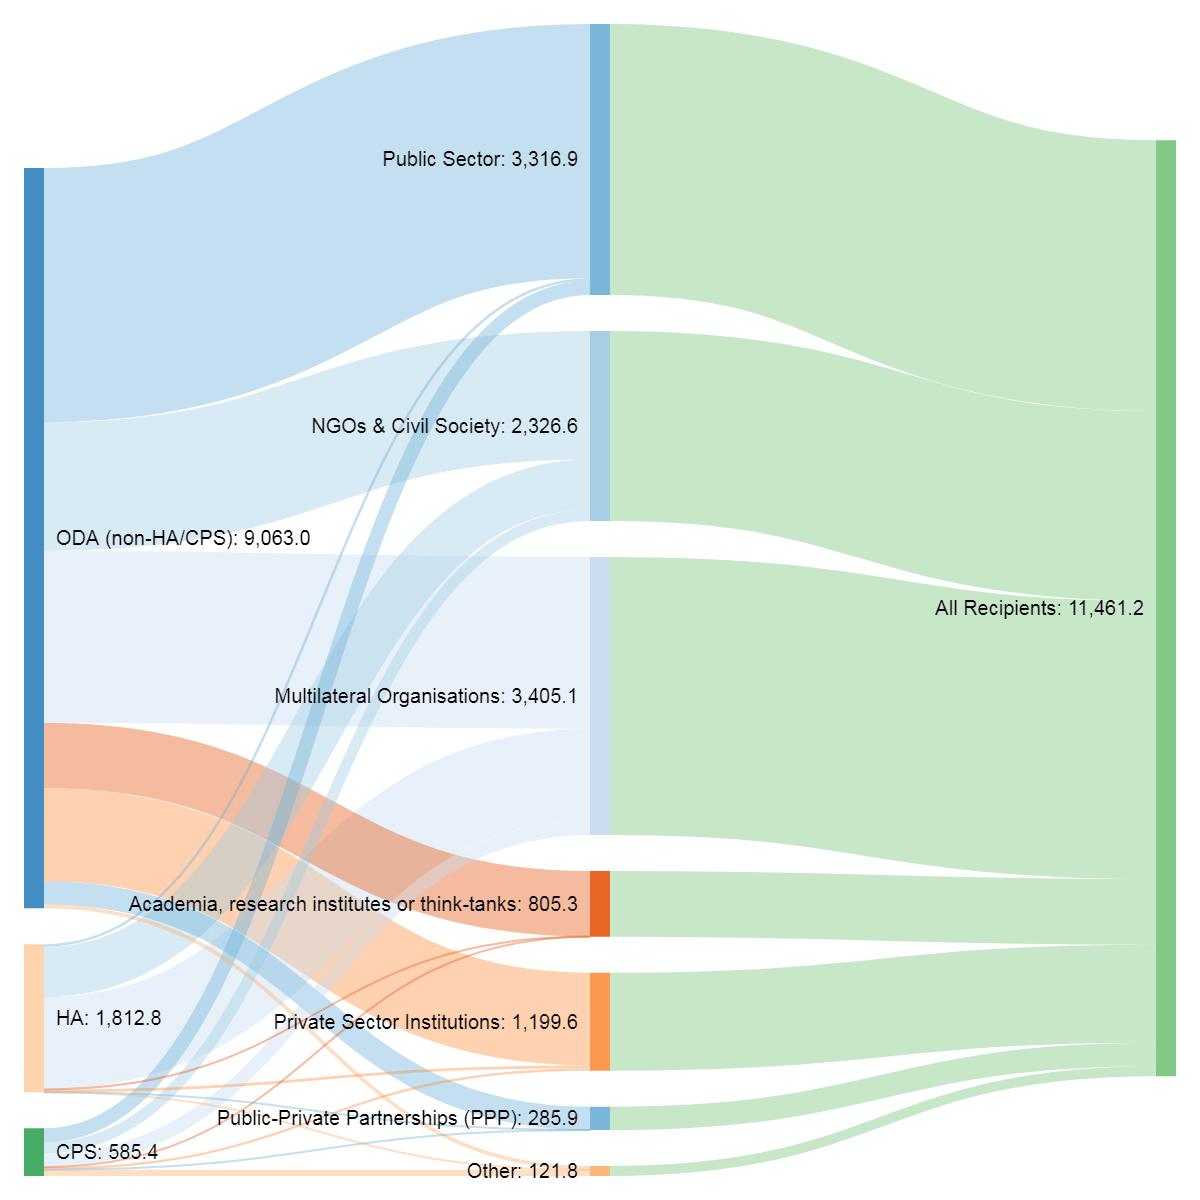 Public Sector: 3,316.9
NGOs & Civil Society: 2,326.6
ODA (non-HA/CPS): 9,063.0
All Recipients: 11,461.2
Multilateral Organisations: 3,405.1
Academia, research institutes or think-tanks: 805.3
HA: 1,812.8
Private Sector Institutions: 1,199.6
Public-Private Partnerships (PPP): 285.9
CPS: 585.4
Other: 121.8